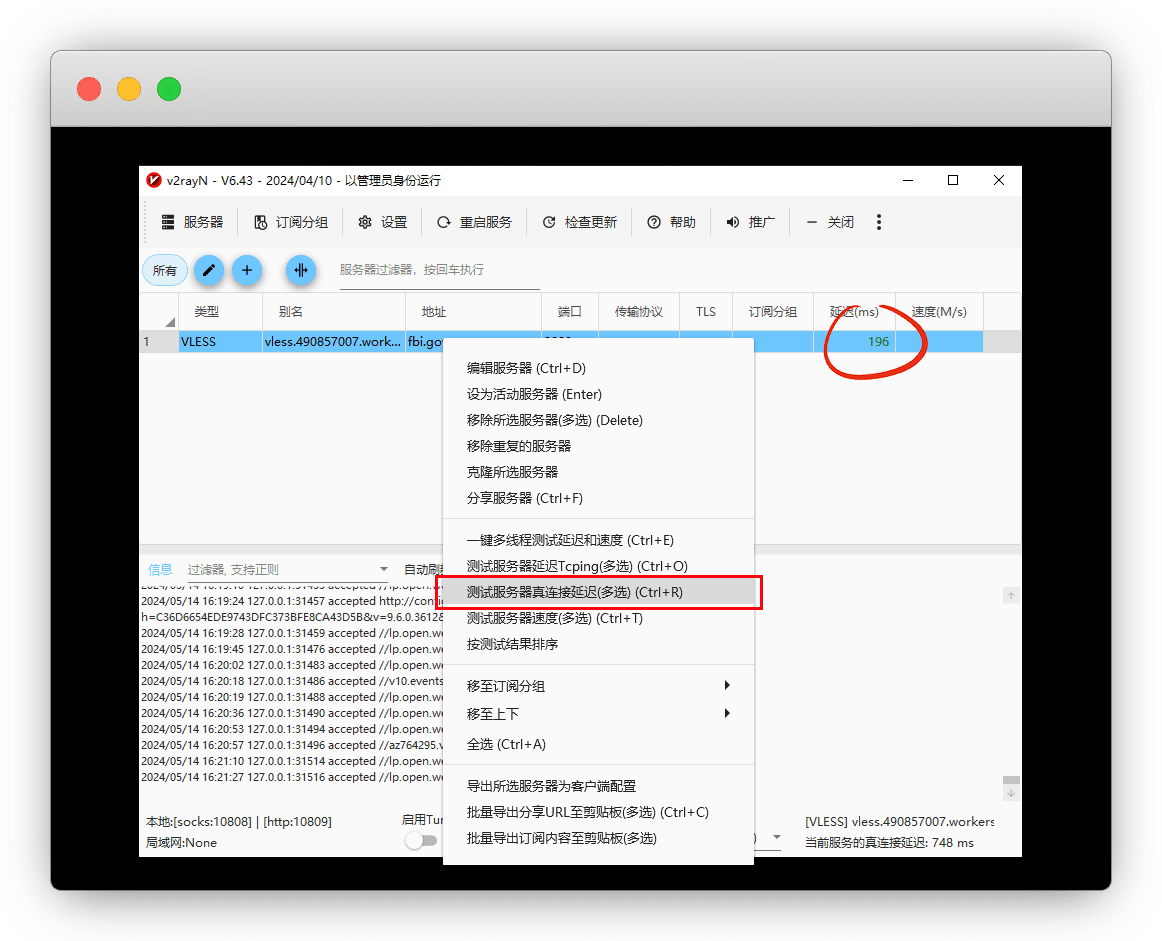 v2rayN - V6.43 - 2024/04/10 - 以管理员身份运行
服务器 订阅分组 设置 重启服务 检查更新 帮助 推广 关闭
所有 服务器过滤器，按回车执行
类型 别名 地址 端口 传输协议 TLS 订阅分组 延迟(ms) 速度(M/s)
1 VLESS vless.490857007.work... fbi.go 196
编辑服务器 (Ctrl+D)
设为活动服务器 (Enter)
移除所选服务器(多选) (Delete)
移除重复的服务器
克隆所选服务器
分享服务器 (Ctrl+F)
一键多线程测试延迟和速度 (Ctrl+E)
测试服务器延迟Tcping(多选) (Ctrl+O)
测试服务器真连接延迟(多选) (Ctrl+R)
测试服务器速度(多选) (Ctrl+T)
按测试结果排序
移至订阅分组
移至上下
全选 (Ctrl+A)
导出所选服务器为客户端配置
批量导出分享URL至剪贴板(多选) (Ctrl+C)
批量导出订阅内容至剪贴板(多选)
信息 过滤器, 支持正则 自动刷
2024/05/14 16:19:24 127.0.0.1:31457 accepted http://confi
h=C36D6654EDE9743DFC373BFE8CA43D5B&v=9.6.0.3612&
2024/05/14 16:19:28 127.0.0.1:31459 accepted //lp.open.we
2024/05/14 16:19:45 127.0.0.1:31476 accepted //lp.open.we
2024/05/14 16:20:02 127.0.0.1:31483 accepted //lp.open.we
2024/05/14 16:20:18 127.0.0.1:31486 accepted //v10.events
2024/05/14 16:20:19 127.0.0.1:31488 accepted //lp.open.we
2024/05/14 16:20:36 127.0.0.1:31490 accepted //lp.open.we
2024/05/14 16:20:53 127.0.0.1:31494 accepted //lp.open.we
2024/05/14 16:20:57 127.0.0.1:31496 accepted //az764295.v
2024/05/14 16:21:10 127.0.0.1:31514 accepted //lp.open.we
2024/05/14 16:21:27 127.0.0.1:31516 accepted //lp.open.we
本地:[socks:10808] | [http:10809] 启用Tun [VLESS] vless.490857007.workers
局域网:None 当前服务的真连接延迟: 748 ms